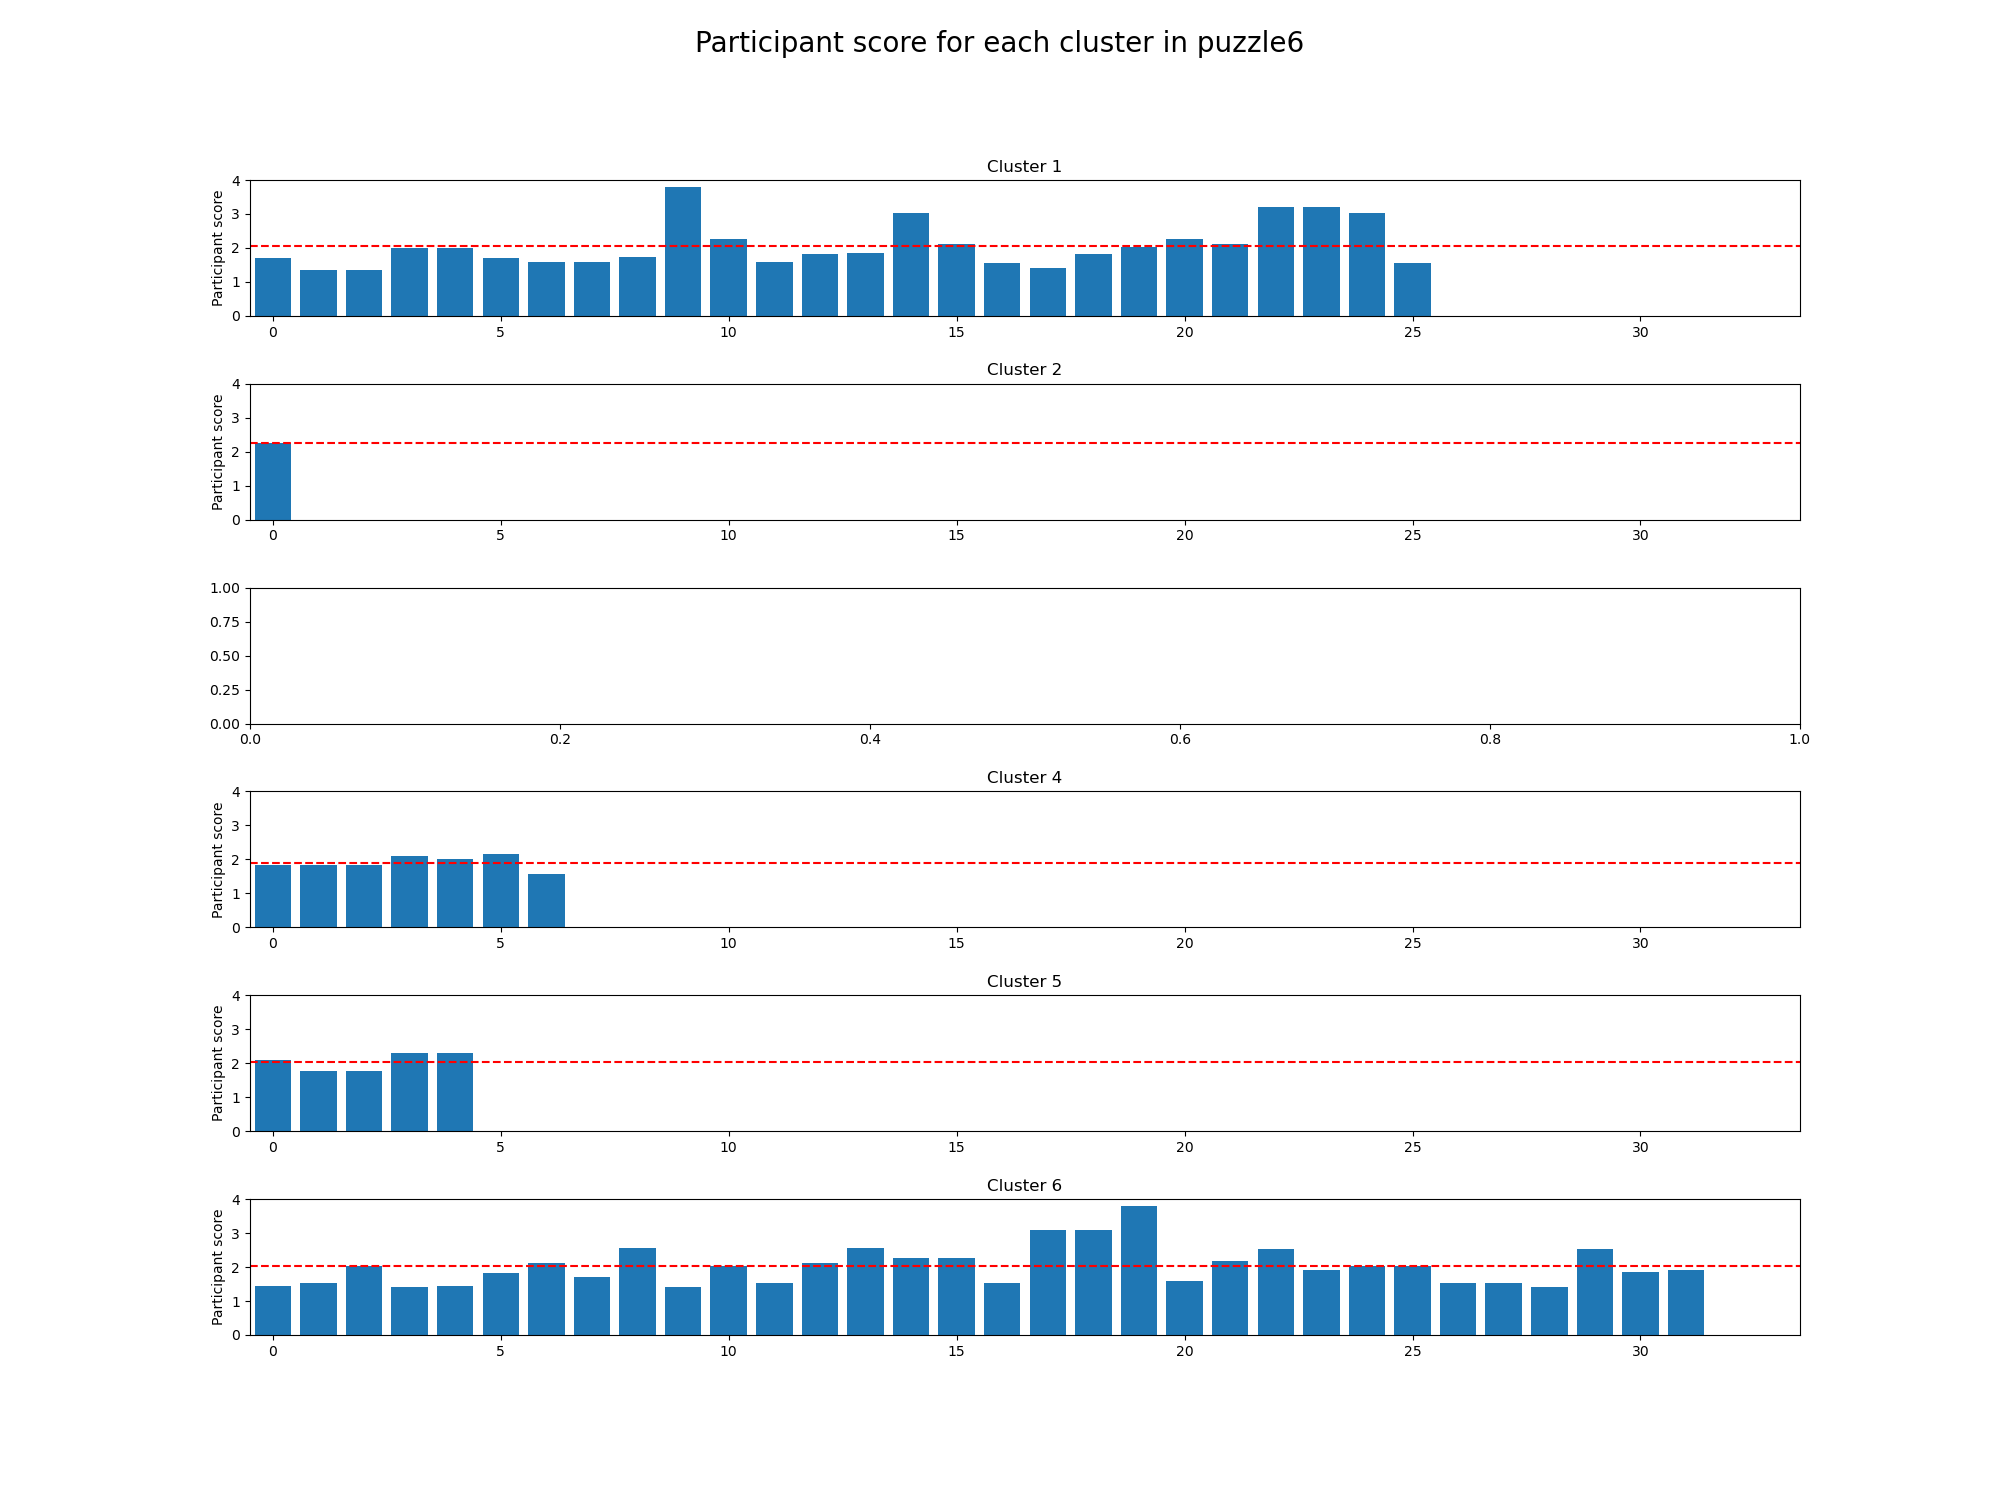 Participant score for each cluster in puzzle6
Cluster 1
Participant score
4
3
2
1
0
0 5 10 15 20 25 30
Cluster 2
Participant score
4
3
2
1
0
0 5 10 15 20 25 30
1.00
0.75
0.50
0.25
0.00
0.0 0.2 0.4 0.6 0.8 1.0
Cluster 4
Participant score
4
3
2
1
0
0 5 10 15 20 25 30
Cluster 5
Participant score
4
3
2
1
0
0 5 10 15 20 25 30
Cluster 6
Participant score
4
3
2
1
0
0 5 10 15 20 25 30